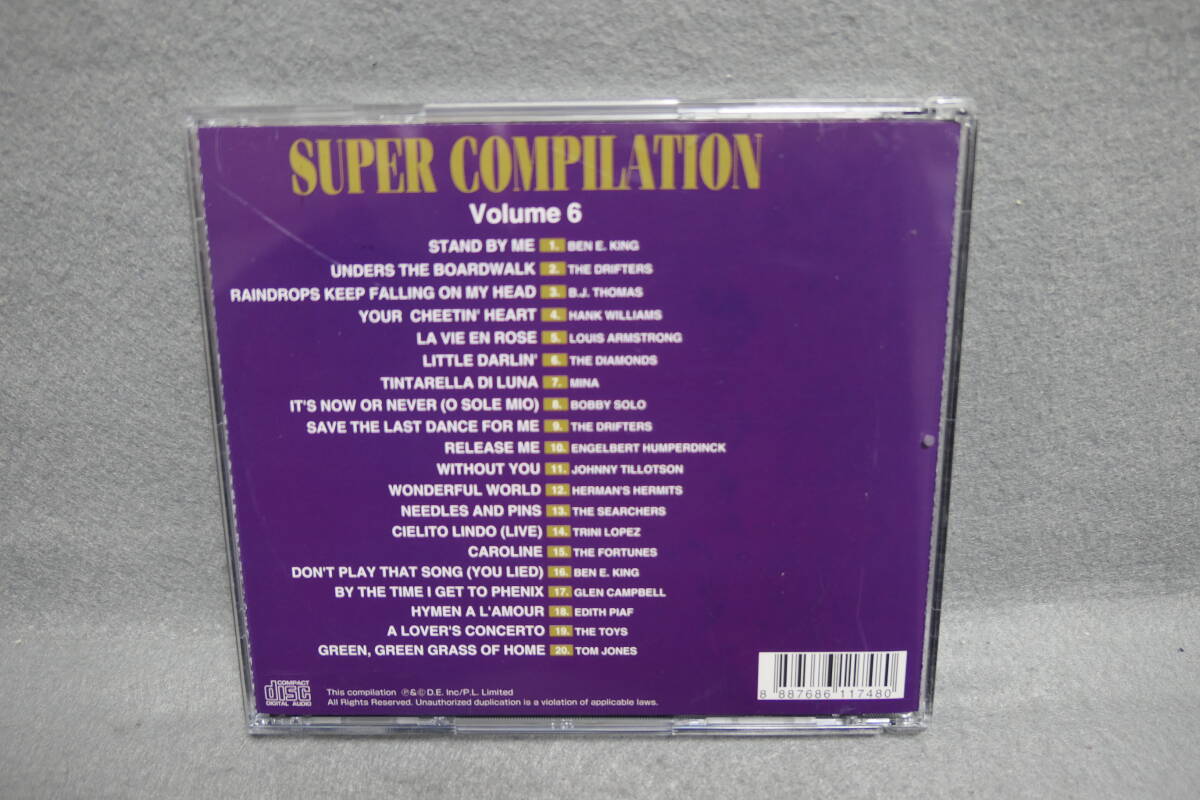 SUPER COMPILATION
Volume 6
STAND BY ME 1. BEN E. KING
UNDERS THE BOARDWALK 2. THE DRIFTERS
RAINDROPS KEEP FALLING ON MY HEAD 3. B.J. THOMAS
YOUR CHEETIN' HEART 4. HANK WILLIAMS
LA VIE EN ROSE 5. LOUIS ARMSTRONG
LITTLE DARLIN' 6. THE DIAMONDS
TINTARELLA DI LUNA 7. MINA
IT'S NOW OR NEVER (O SOLE MIO) 8. BOBBY SOLO
SAVE THE LAST DANCE FOR ME 9. THE DRIFTERS
RELEASE ME 10. ENGELBERT HUMPERDINCK
WITHOUT YOU 11. JOHNNY TILLOTSON
WONDERFUL WORLD 12. HERMAN'S HERMITS
NEEDLES AND PINS 13. THE SEARCHERS
CIELITO LINDO (LIVE) 14. TRINI LOPEZ
CAROLINE 15. THE FORTUNES
DON'T PLAY THAT SONG (YOU LIED) 16. BEN E. KING
BY THE TIME I GET TO PHENIX 17. GLEN CAMPBELL
HYMEN A L'AMOUR 18. EDITH PIAF
A LOVER'S CONCERTO 19. THE TOYS
GREEN, GREEN GRASS OF HOME 20. TOM JONES
COMPACT
disc
DIGITAL AUDIO
This compilation ℗&© D.E. Inc/P.L. Limited
All Rights Reserved. Unauthorized duplication is a violation of applicable laws.
8 887686 117480